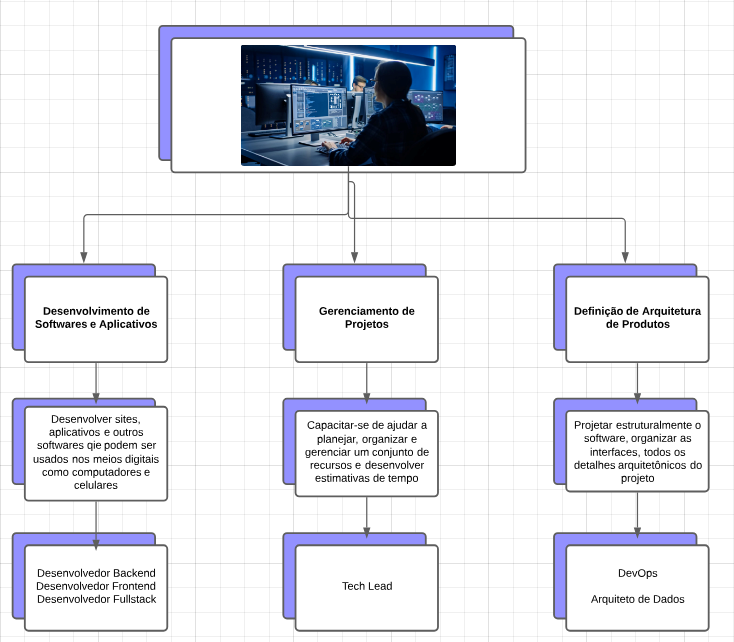 Desenvolvimento de
Softwares e Aplicativos
Gerenciamento de
Projetos
Definição de Arquitetura
de Produtos
Desenvolver sites,
aplicativos e outros
softwares qie podem ser
usados nos meios digitais
como computadores e
celulares
Capacitar-se de ajudar a
planejar, organizar e
gerenciar um conjunto de
recursos e desenvolver
estimativas de tempo
Projetar estruturalmente o
software, organizar as
interfaces, todos os
detalhes arquitetônicos do
projeto
Desenvolvedor Backend
Desenvolvedor Frontend
Desenvolvedor Fullstack
Tech Lead
DevOps
Arquiteto de Dados